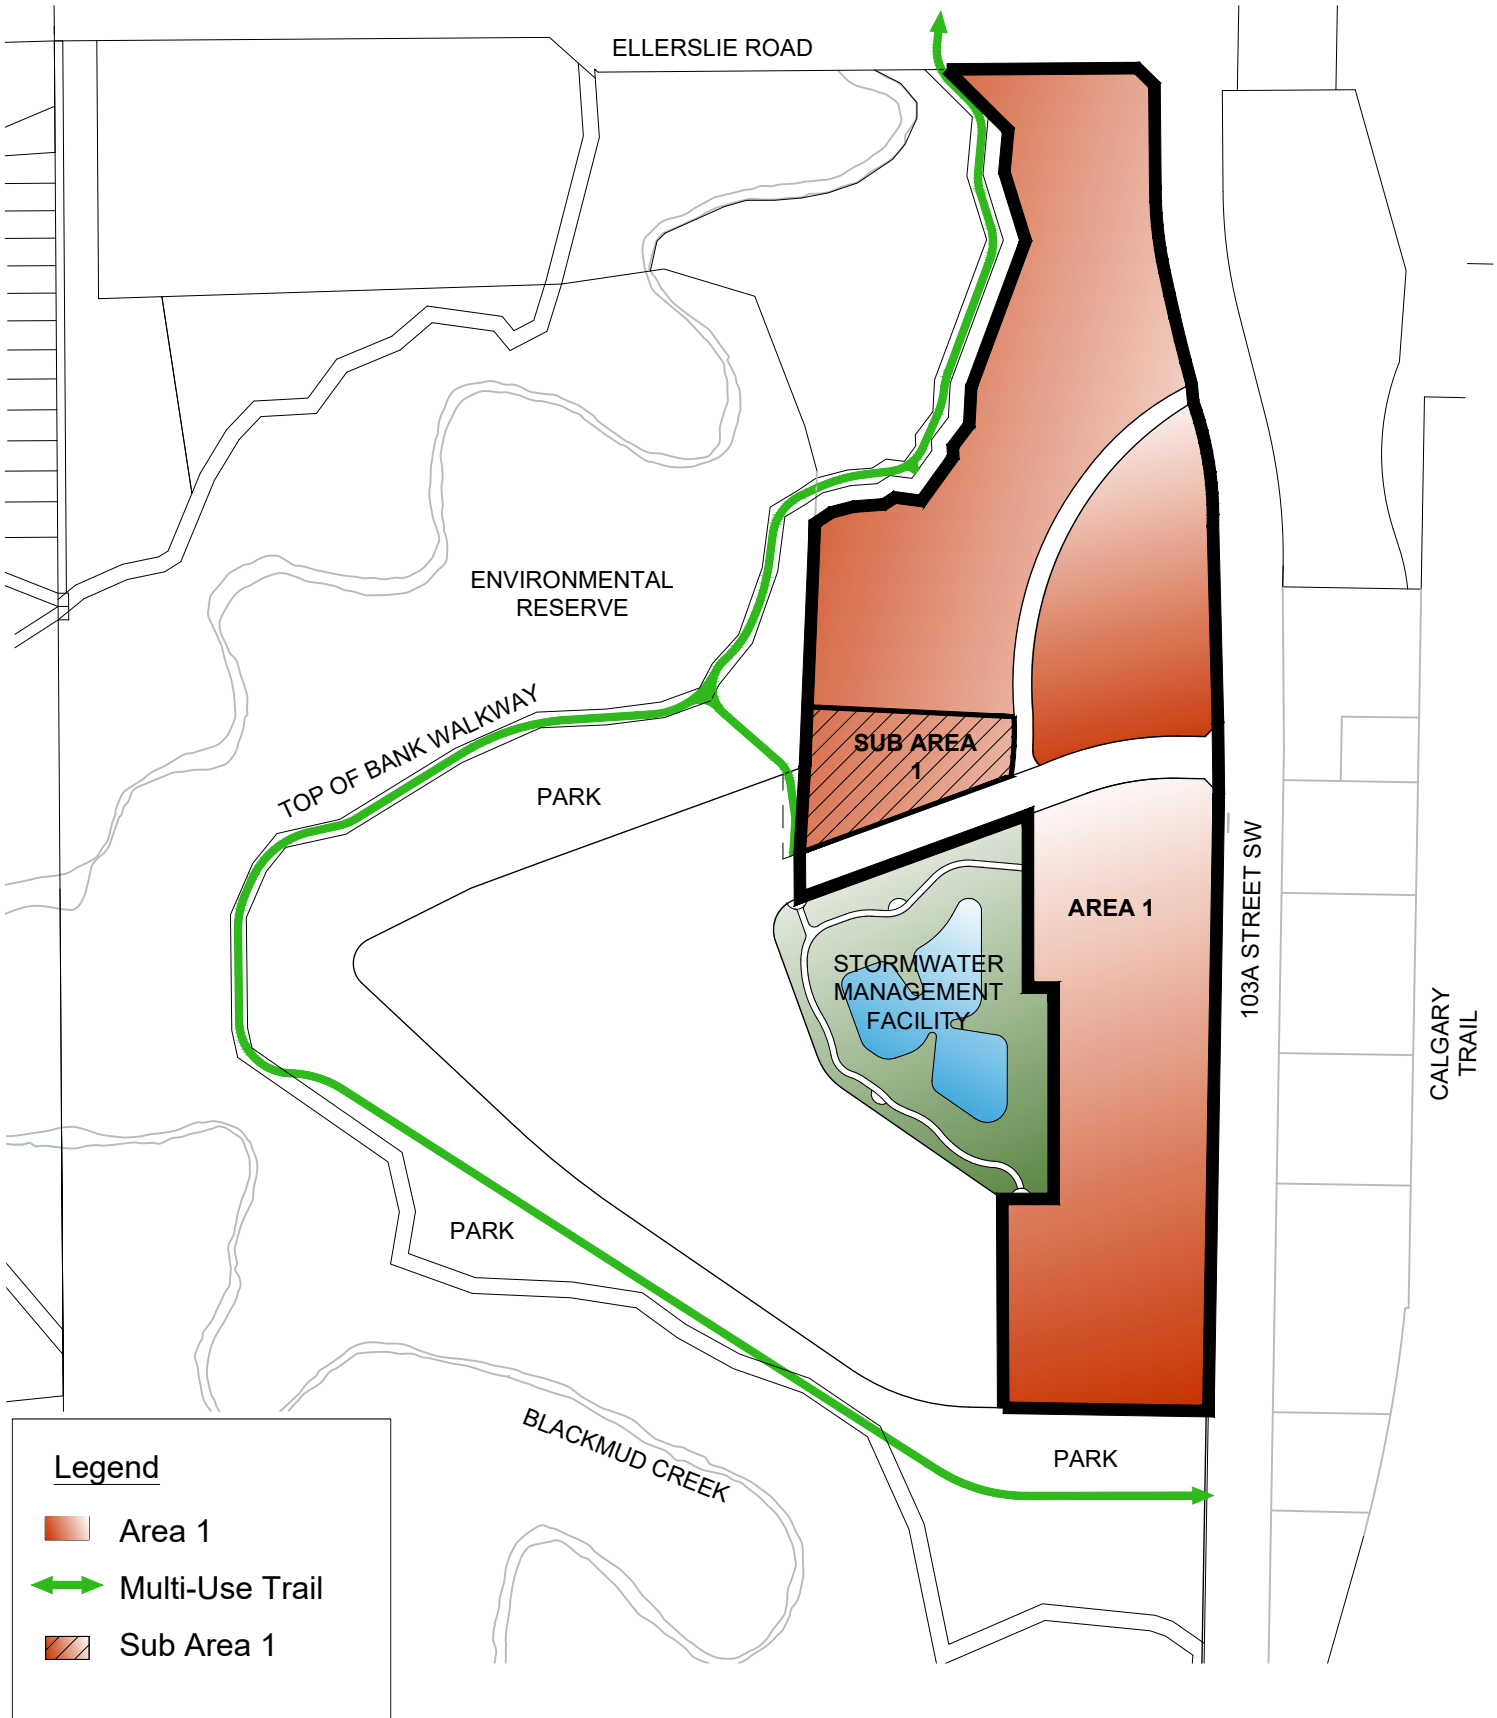 ELLERSLIE ROAD
ENVIRONMENTAL
RESERVE
TOP OF BANK WALKWAY
PARK
SUB AREA
1
AREA 1
103A STREET SW
STORMWATER
MANAGEMENT
FACILITY
CALGARY
TRAIL
PARK
BLACKMUD CREEK
PARK
Legend
Area 1
Multi-Use Trail
Sub Area 1